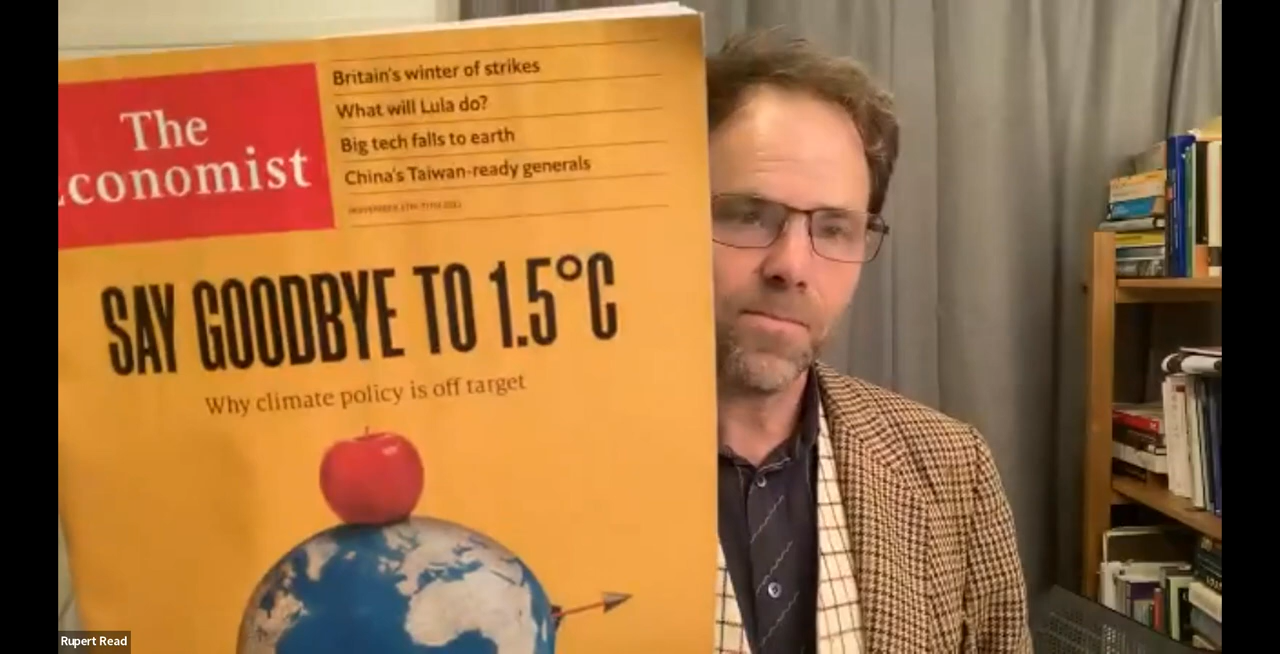 The
Economist
Britain's winter of strikes
What will Lula do?
Big tech falls to earth
China's Taiwan-ready generals
SAY GOODBYE TO 1.5°C
Why climate policy is off target
Rupert Read